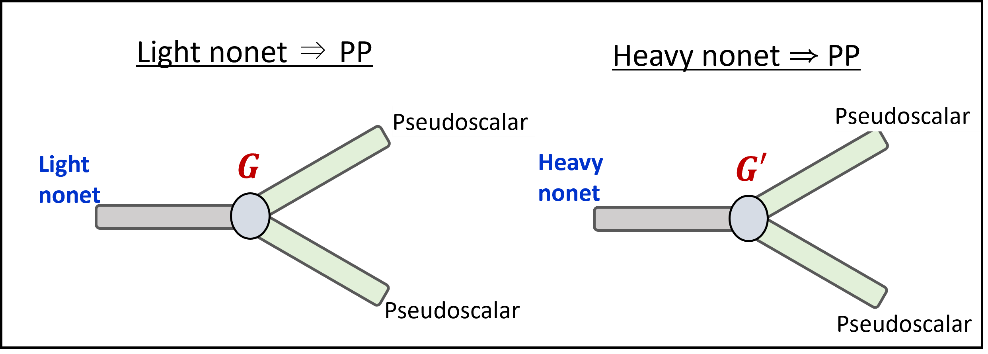 Light nonet ⇒ PP
Pseudoscalar
G
Light
nonet
Pseudoscalar
Heavy nonet ⇒ PP
Pseudoscalar
G′
Heavy
nonet
Pseudoscalar